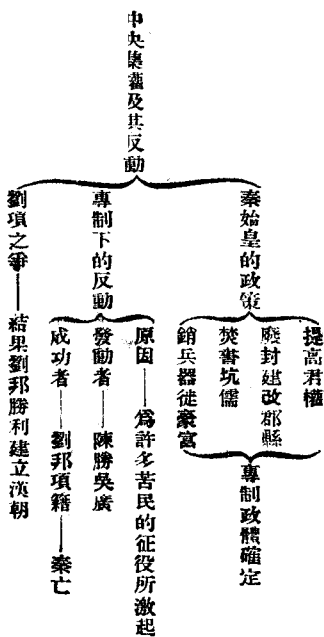 中央集權及其反動
秦始皇的政策
提高君權
廢封建改郡縣
焚書坑儒
銷兵器徙豪富
專制政體確定
專制下的反動
原因——為許多苦民的征役所激起
發動者——陳勝吳廣
成功者——劉邦項籍——秦亡
劉項之爭——結果劉邦勝利建立漢朝